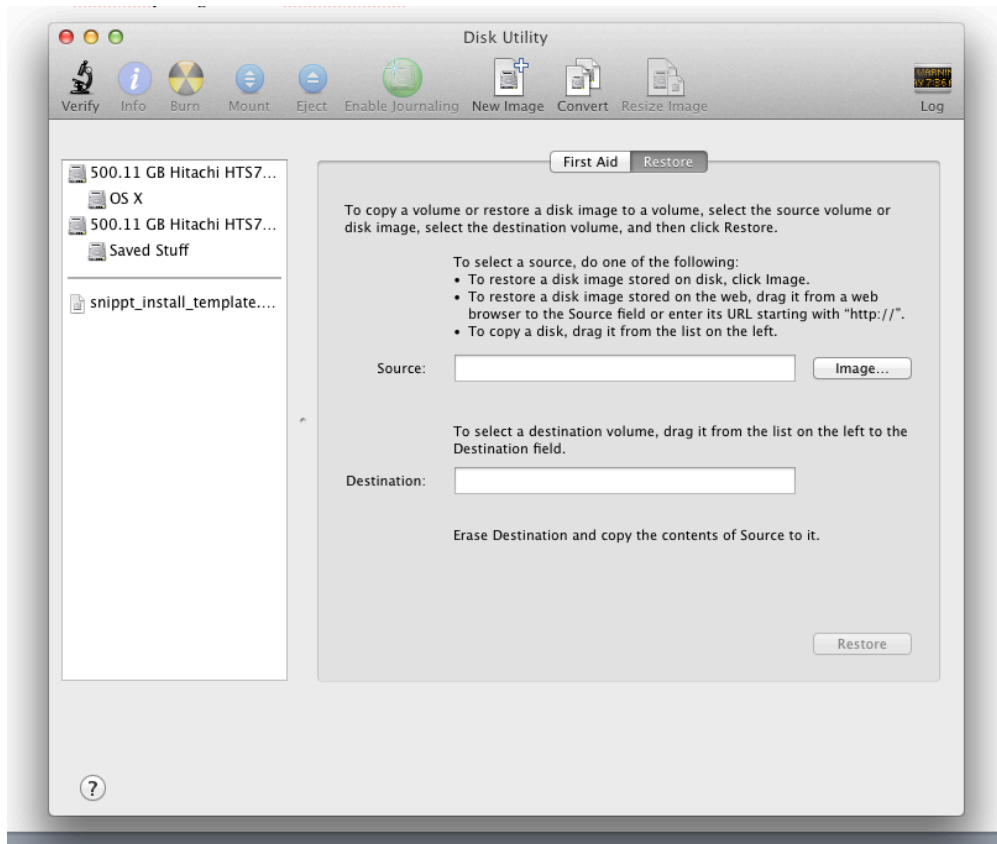 Disk Utility
Verify Info Burn Mount Eject Enable Journaling New Image Convert Resize Image Log
500.11 GB Hitachi HTS7...
OS X
500.11 GB Hitachi HTS7...
Saved Stuff
snippt_install_template....
First Aid Restore
To copy a volume or restore a disk image to a volume, select the source volume or
disk image, select the destination volume, and then click Restore.
To select a source, do one of the following:
• To restore a disk image stored on disk, click Image.
• To restore a disk image stored on the web, drag it from a web
browser to the Source field or enter its URL starting with “http://”.
• To copy a disk, drag it from the list on the left.
Source: Image...
To select a destination volume, drag it from the list on the left to the
Destination field.
Destination:
Erase Destination and copy the contents of Source to it.
Restore
?